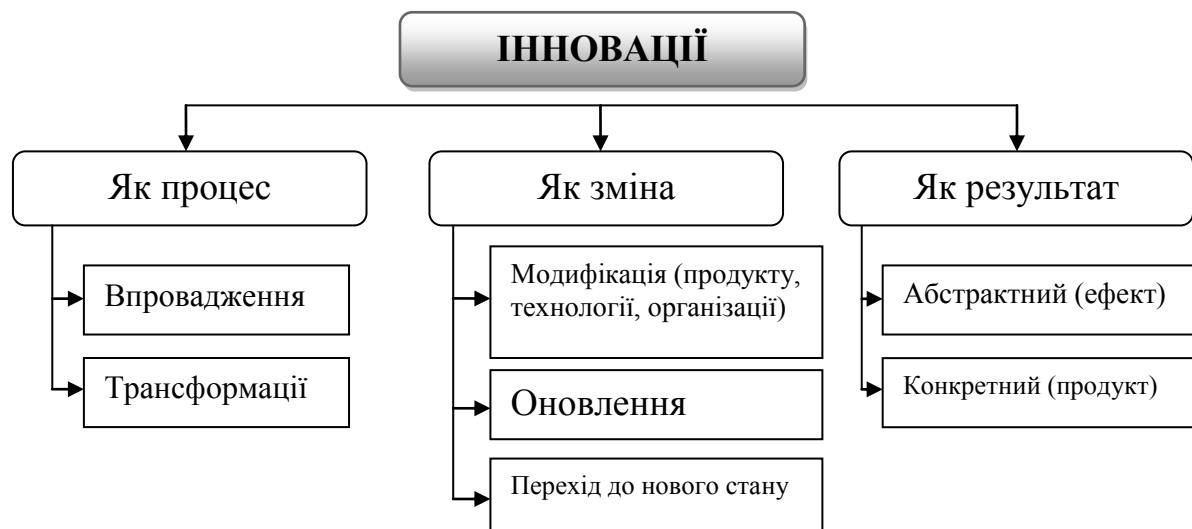 ІННОВАЦІЇ
Як процес
Як зміна
Як результат
Впровадження
Трансформації
Модифікація (продукту,
технології, організації)
Оновлення
Перехід до нового стану
Абстрактний (ефект)
Конкретний (продукт)